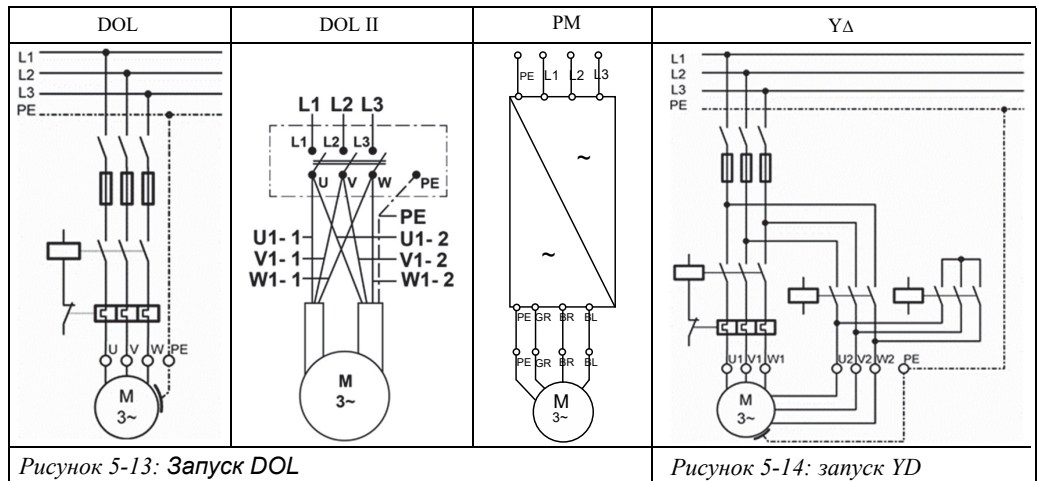 DOL
DOL II
PM
Y∆
L1
L2
L3
PE
U V W PE
M
3~
L1 L2 L3
L1 L2 L3
U V W PE
PE
U1- 1
V1- 1
W1- 1
U1- 2
V1- 2
W1- 2
M
3~
PE L1 L2 L3
~
~
PE GR BR BL
PE GR BR BL
M
3~
L1
L2
L3
PE
U1 V1 W1
U2 V2 W2 PE
M
3~
Рисунок 5-13: Запуск DOL
Рисунок 5-14: запуск YD